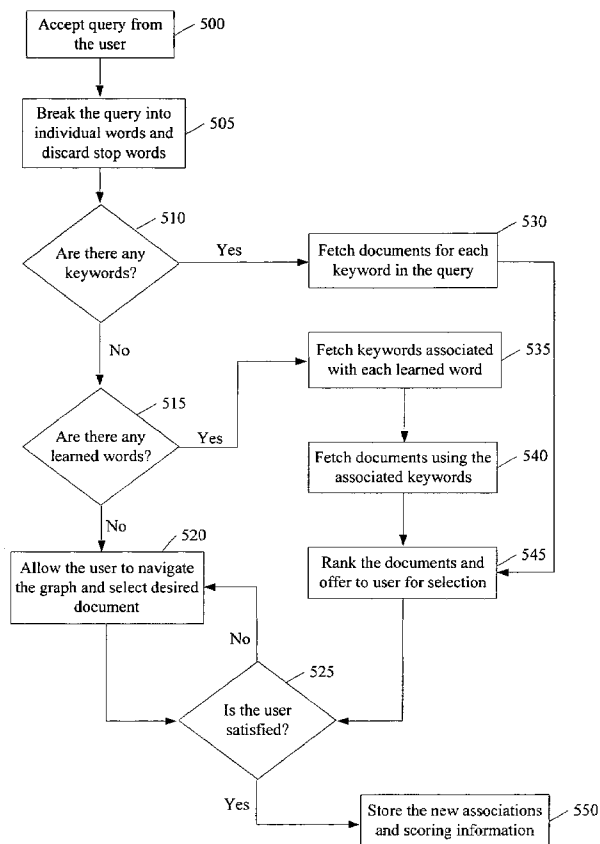 Accept query from
the user
500
Break the query into
individual words and
discard stop words
505
510
Are there any
keywords?
Yes
530
Fetch documents for each
keyword in the query
No
Fetch keywords associated
with each learned word
535
515
Are there any
learned words?
Yes
Fetch documents using the
associated keywords
540
No
520
Allow the user to navigate
the graph and select desired
document
Rank the documents and
offer to user for selection
545
No
525
Is the user
satisfied?
Yes
Store the new associations
and scoring information
550